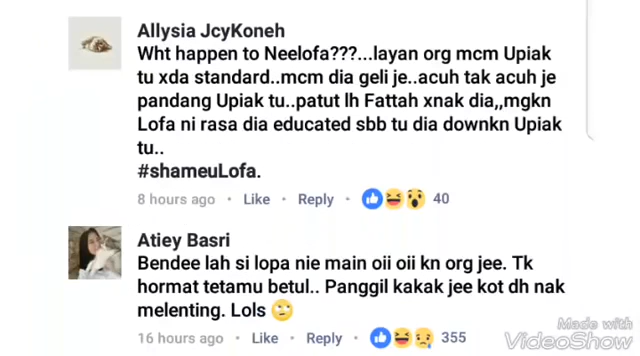 Allysia JcyKoneh
Wht happen to Neelofa???...layan org mcm Upiak
tu xda standard..mcm dia geli je..acuh tak acuh je
pandang Upiak tu..patut lh Fattah xnak dia,,mgkn
Lofa ni rasa dia educated sbb tu dia downkn Upiak
tu..
#shameuLofa.
8 hours ago · Like · Reply · 40
Atiey Basri
Bendee lah si lopa nie main oii oii kn org jee. Tk
hormat tetamu betul.. Panggil kakak jee kot dh nak
melenting. Lols 🙄
16 hours ago · Like · Reply · 355
Made with
VideoShow